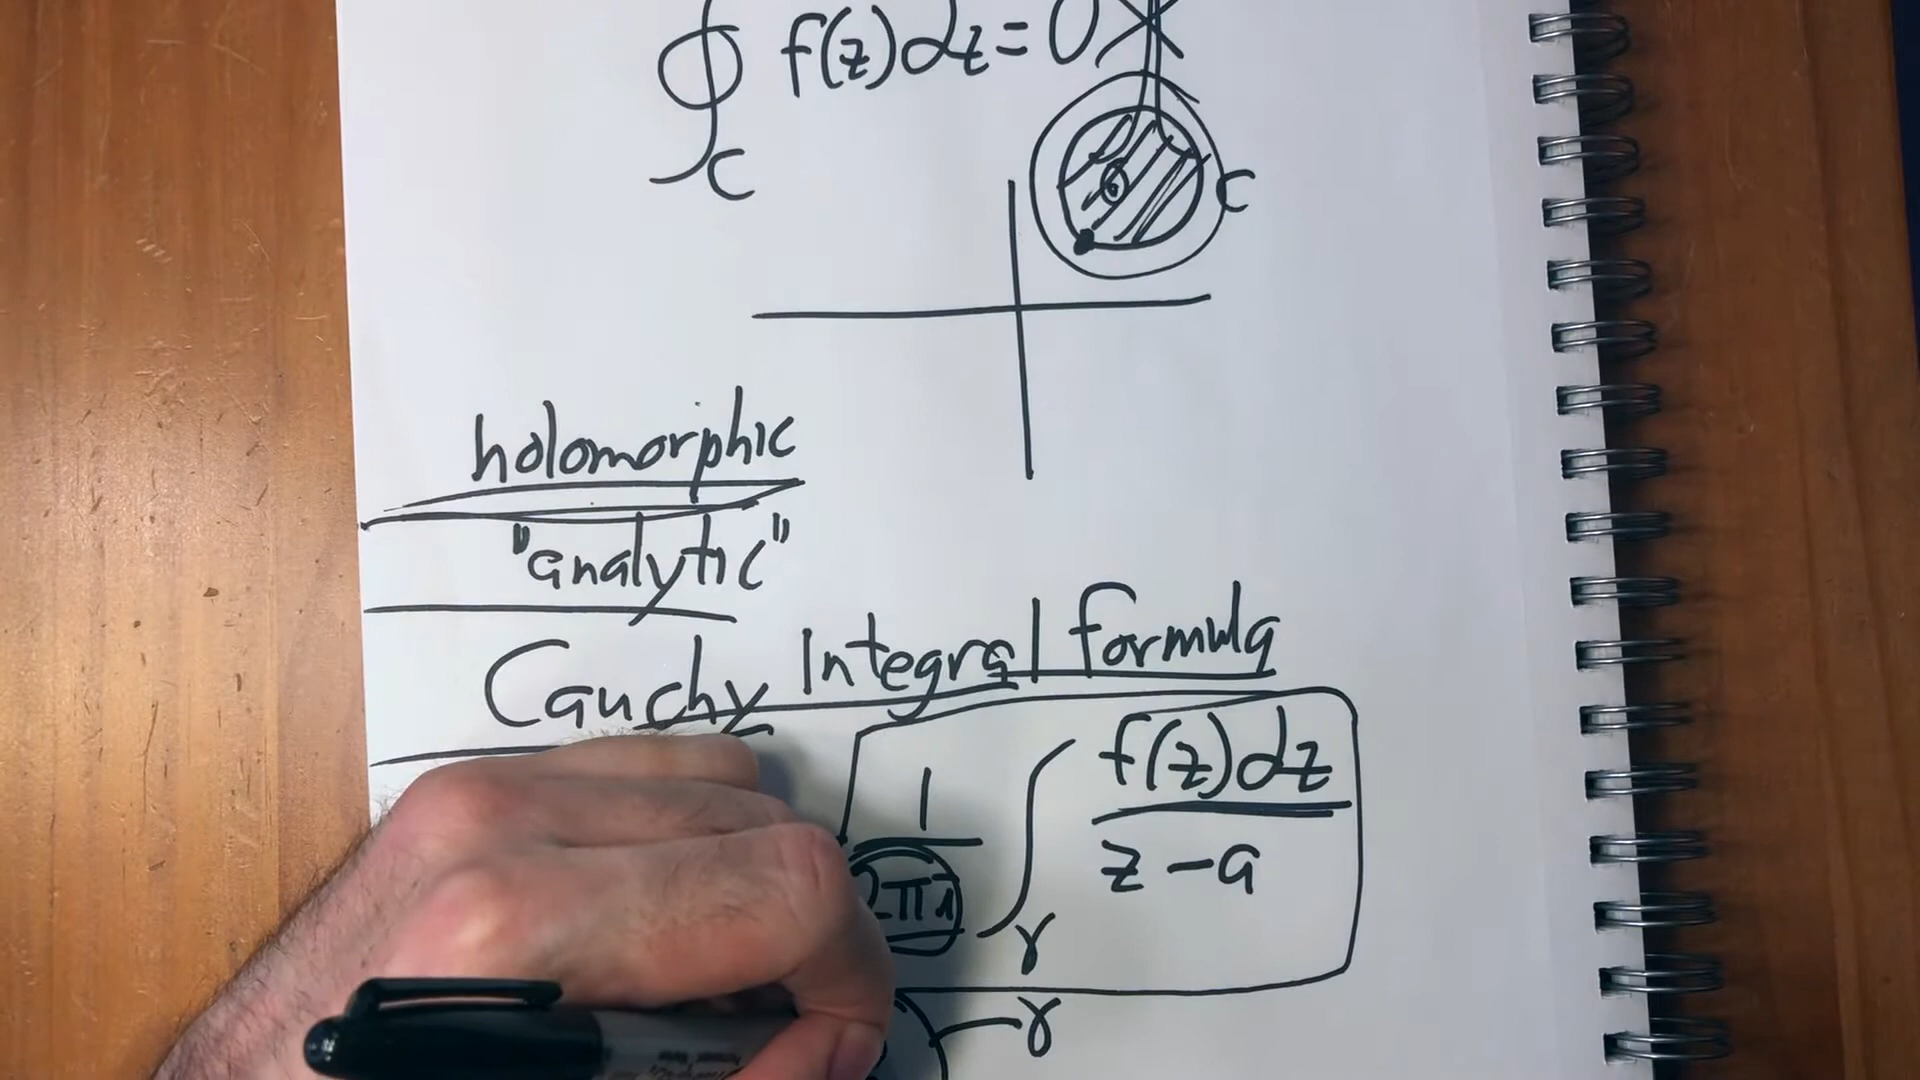 ∮_C f(z)dz=0
C
holomorphic
"analytic"
Cauchy Integral formula
1/2πi ∫_γ f(z)dz/z-a
γ